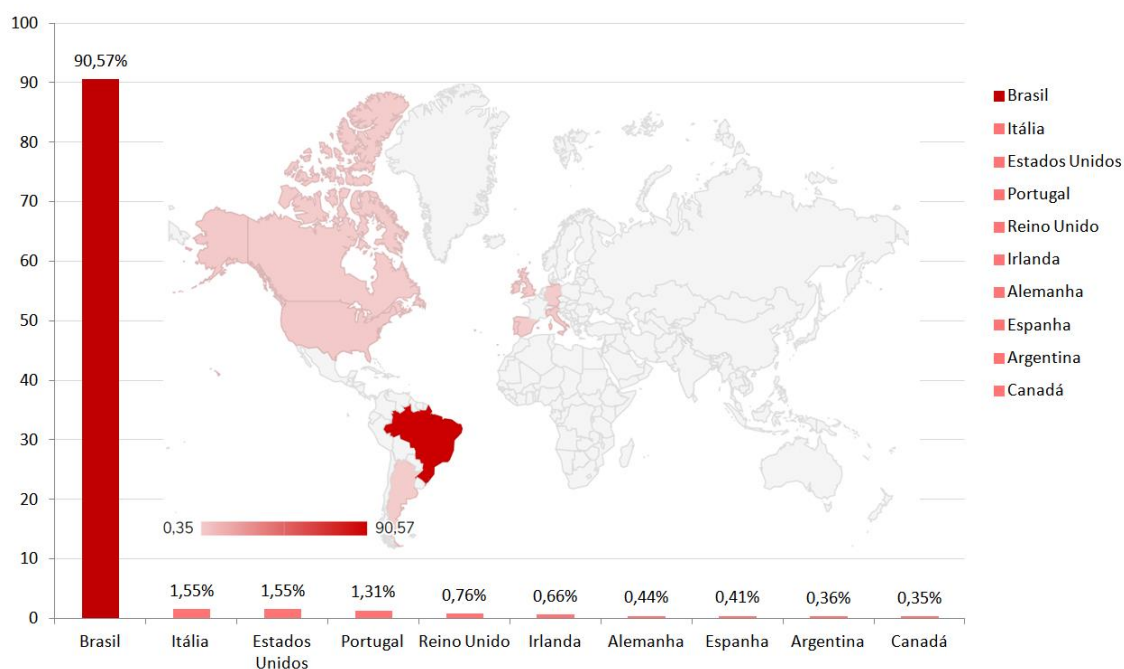 100
90
80
70
60
50
40
30
20
10
0
90,57%
1,55%
1,55%
1,31%
0,76%
0,66%
0,44%
0,41%
0,36%
0,35%
Brasil
Itália
Estados
Unidos
Portugal
Reino Unido
Irlanda
Alemanha
Espanha
Argentina
Canadá
0,35
90,57
Brasil
Itália
Estados Unidos
Portugal
Reino Unido
Irlanda
Alemanha
Espanha
Argentina
Canadá